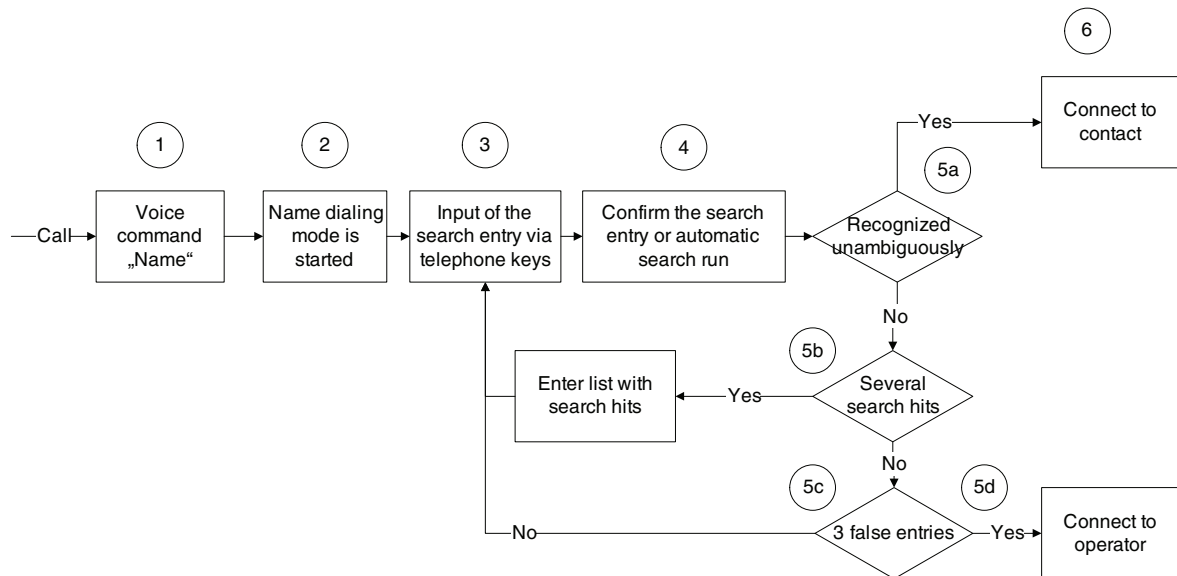 6
Connect to
contact
Yes
1
2
3
4
5a
Call
Voice
command
„Name“
Name dialing
mode is
started
Input of the
search entry via
telephone keys
Confirm the search
entry or automatic
search run
Recognized
unambiguously
No
5b
Enter list with
search hits
Yes
Several
search hits
No
5c
5d
No
3 false entries
Yes
Connect to
operator